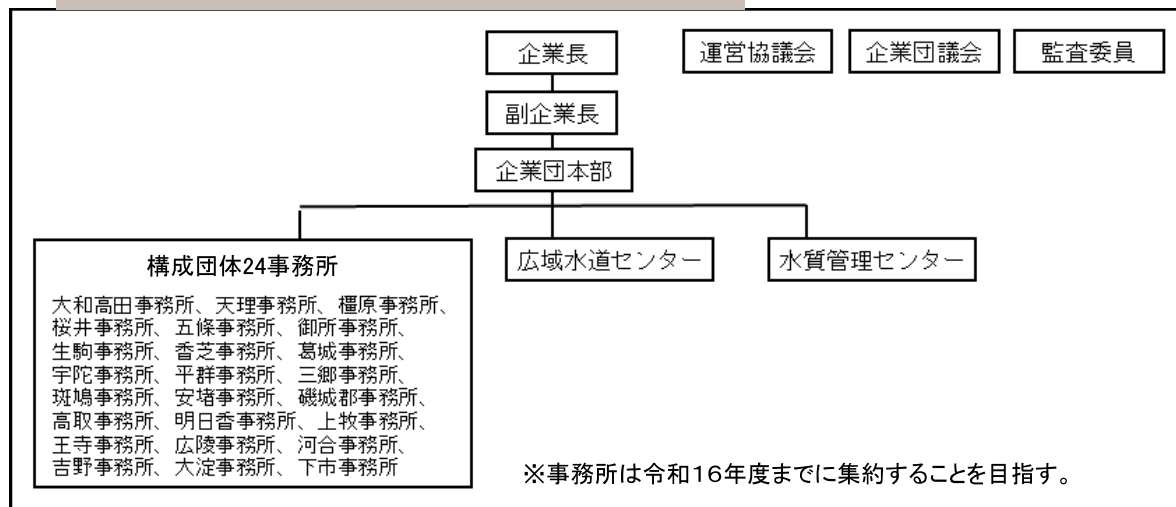 企業長
運営協議会
企業団議会
監査委員
副企業長
企業団本部
構成団体24事務所
大和高田事務所、天理事務所、橿原事務所、
桜井事務所、五條事務所、御所事務所、
生駒事務所、香芝事務所、葛城事務所、
宇陀事務所、平群事務所、三郷事務所、
斑鳩事務所、安堵事務所、磯城郡事務所、
高取事務所、明日香事務所、上牧事務所、
王寺事務所、広陵事務所、河合事務所、
吉野事務所、大淀事務所、下市事務所
広域水道センター
水質管理センター
※事務所は令和16年度までに集約することを目指す。